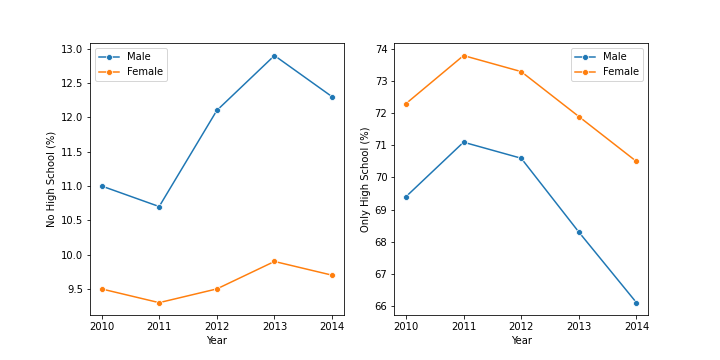 No High School (%)
13.0
12.5
12.0
11.5
11.0
10.5
10.0
9.5
Male
Female
2010 2011 2012 2013 2014
Year
Only High School (%)
74
73
72
71
70
69
68
67
66
Male
Female
2010 2011 2012 2013 2014
Year